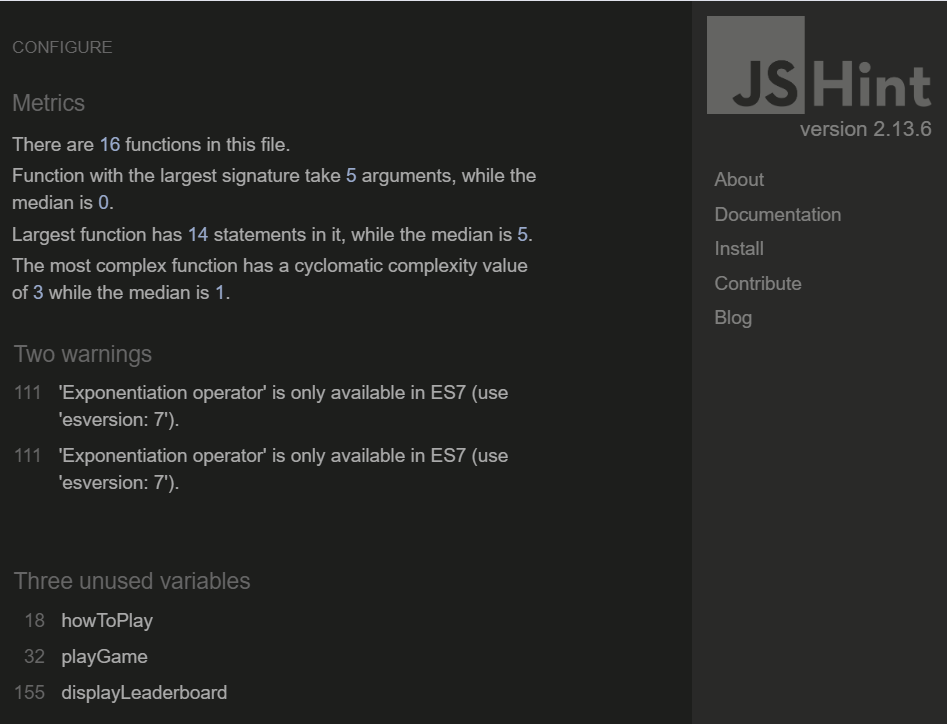 CONFIGURE
Metrics
There are 16 functions in this file.
Function with the largest signature take 5 arguments, while the
median is 0.
Largest function has 14 statements in it, while the median is 5.
The most complex function has a cyclomatic complexity value
of 3 while the median is 1.
Two warnings
111 'Exponentiation operator' is only available in ES7 (use
'esversion: 7').
111 'Exponentiation operator' is only available in ES7 (use
'esversion: 7').
Three unused variables
18 howToPlay
32 playGame
155 displayLeaderboard
JSHint
version 2.13.6
About
Documentation
Install
Contribute
Blog